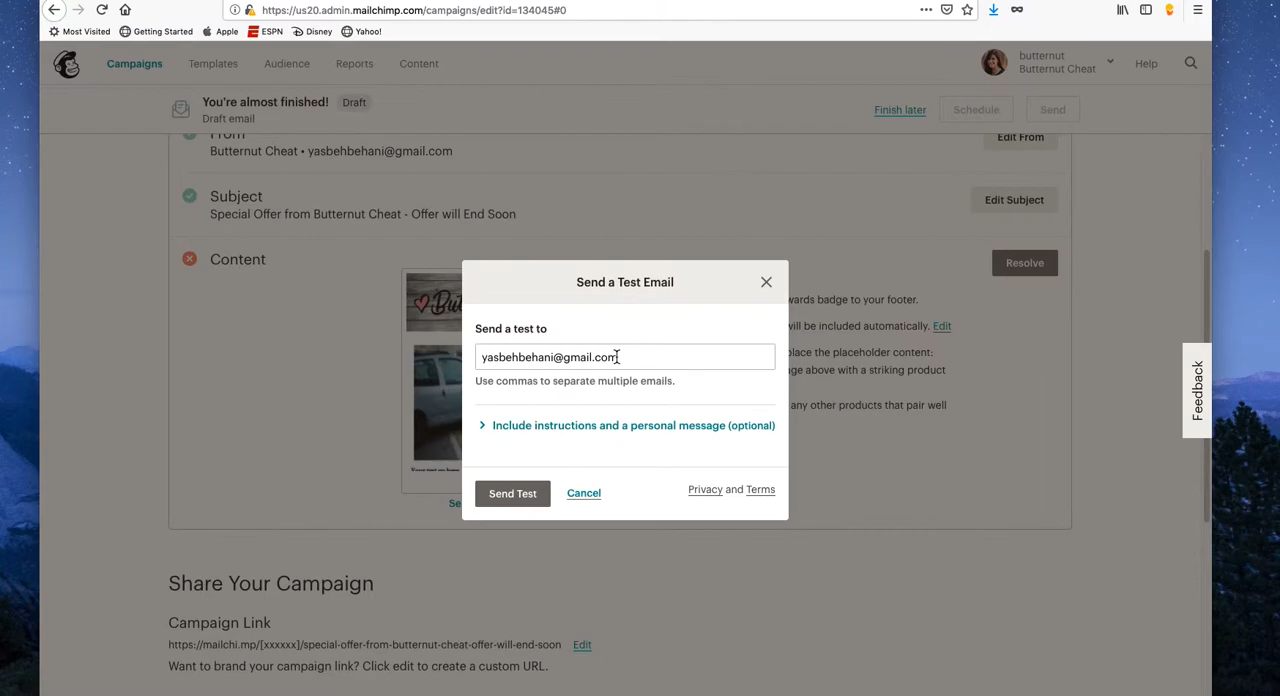 https://us20.admin.mailchimp.com/campaigns/edit?id=134045#0
Most Visited Getting Started Apple ESPN Disney Yahoo!
Campaigns Templates Audience Reports Content
butternut
Butternut Cheat
Help
You're almost finished! Draft
Draft email
Finish later Schedule Send
From
Butternut Cheat • yasbehbehani@gmail.com
Edit From
Subject
Special Offer from Butternut Cheat - Offer will End Soon
Edit Subject
Content
Resolve
Send a Test Email
Send a test to
yasbehbehani@gmail.com
Use commas to separate multiple emails.
Include instructions and a personal message (optional)
Send Test Cancel Privacy and Terms
wards badge to your footer.
will be included automatically. Edit
place the placeholder content:
ge above with a striking product
any other products that pair well
Se
Feedback
Share Your Campaign
Campaign Link
https://mailchi.mp/[xxxxxx]/special-offer-from-butternut-cheat-offer-will-end-soon Edit
Want to brand your campaign link? Click edit to create a custom URL.